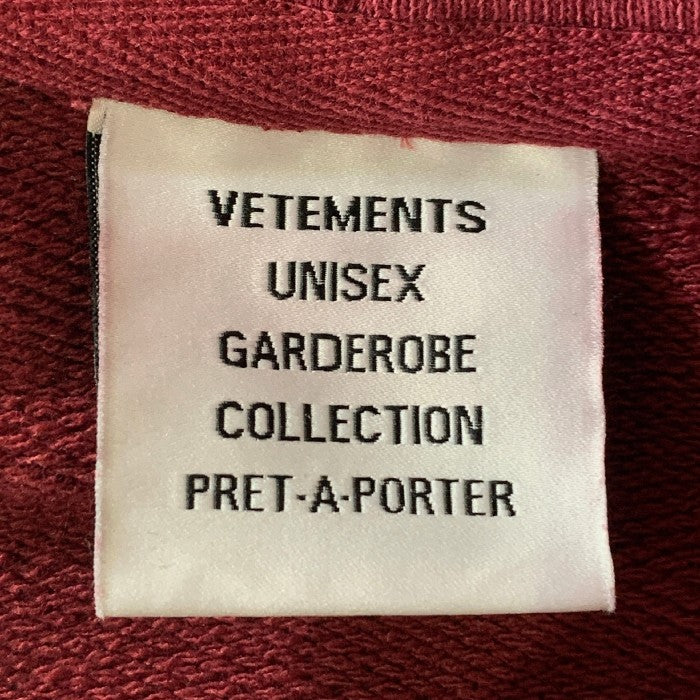 VETEMENTS
UNISEX
GARDEROBE
COLLECTION
PRET-A-PORTER